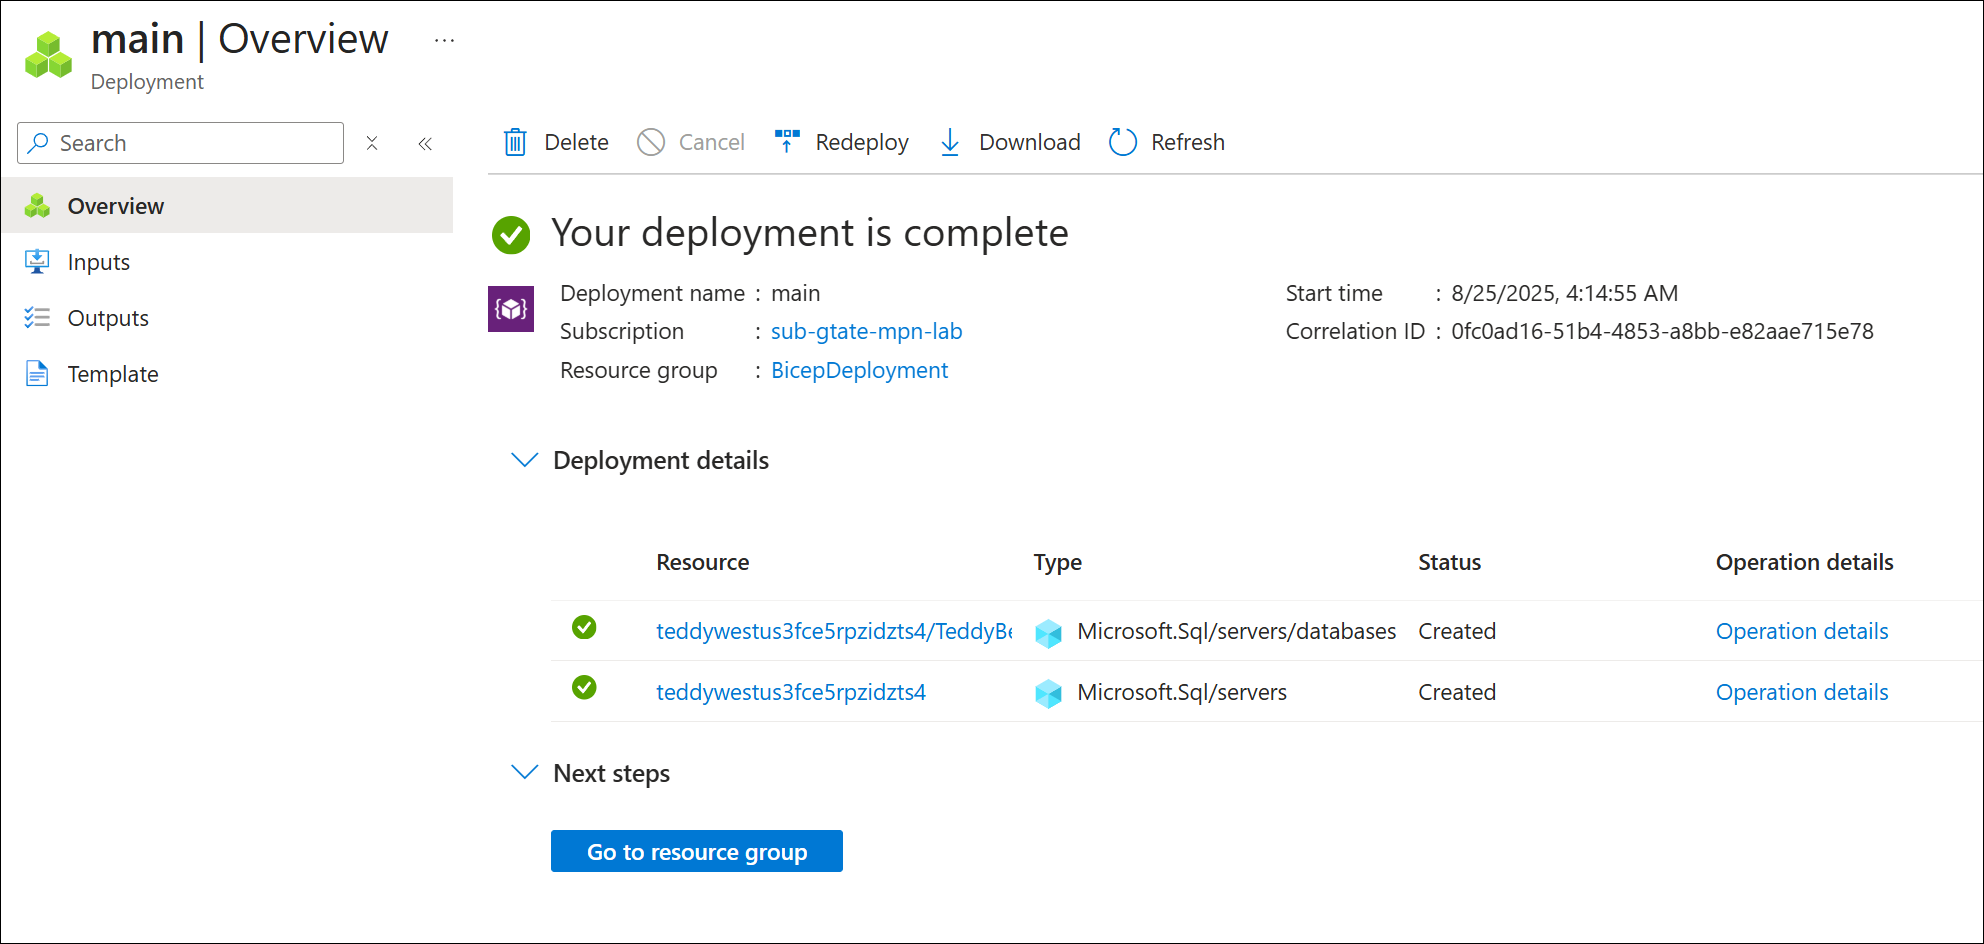 main | Overview ...
Deployment
Search
Overview
Inputs
Outputs
Template
Delete Cancel Redeploy Download Refresh
Your deployment is complete
Deployment name : main Start time : 8/25/2025, 4:14:55 AM
Subscription : sub-gtate-mpn-lab Correlation ID : 0fc0ad16-51b4-4853-a8bb-e82aae715e78
Resource group : BicepDeployment
Deployment details
Resource Type Status Operation details
teddywestus3fce5rpzidzts4/TeddyBe Microsoft.Sql/servers/databases Created Operation details
teddywestus3fce5rpzidzts4 Microsoft.Sql/servers Created Operation details
Next steps
Go to resource group